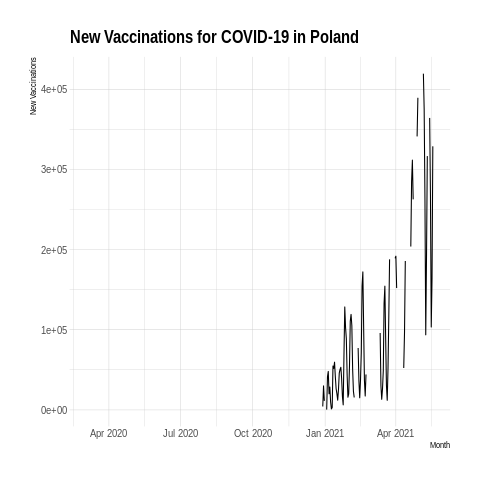 New Vaccinations for COVID-19 in Poland
New Vaccinations
4e+05
3e+05
2e+05
1e+05
0e+00
Apr 2020 Jul 2020 Oct 2020 Jan 2021 Apr 2021
Month